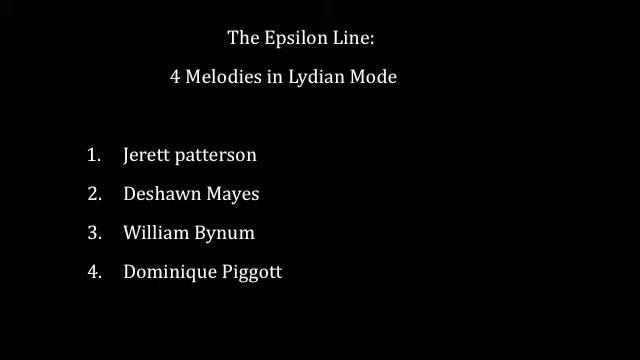 The Epsilon Line:
4 Melodies in Lydian Mode
1. Jerett patterson
2. Deshawn Mayes
3. William Bynum
4. Dominique Piggott